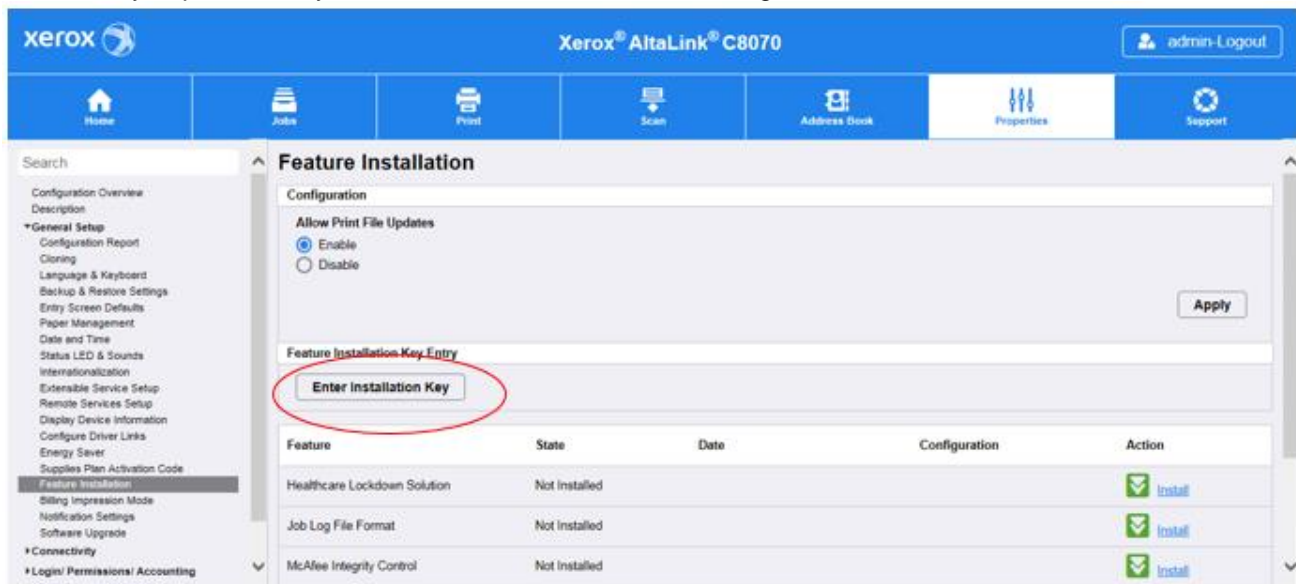 xerox
Xerox® AltaLink® C8070
admin-Logout
Home
Jobs
Print
Scan
Address Book
Properties
Support
Search
Configuration Overview
Description
General Setup
Configuration Report
Cloning
Language & Keyboard
Backup & Restore Settings
Entry Screen Defaults
Paper Management
Date and Time
Status LED & Sounds
Internationalization
Extensible Service Setup
Remote Services Setup
Display Device Information
Configure Driver Links
Energy Saver
Supplies Plan Activation Code
Feature Installation
Billing Impression Mode
Notification Settings
Software Upgrade
Connectivity
Login/ Permissions/ Accounting
Feature Installation
Configuration
Allow Print File Updates
Enable
Disable
Apply
Feature Installation Key Entry
Enter Installation Key
Feature State Date Configuration Action
Healthcare Lockdown Solution Not Installed Install
Job Log File Format Not Installed Install
McAfee Integrity Control Not Installed Install